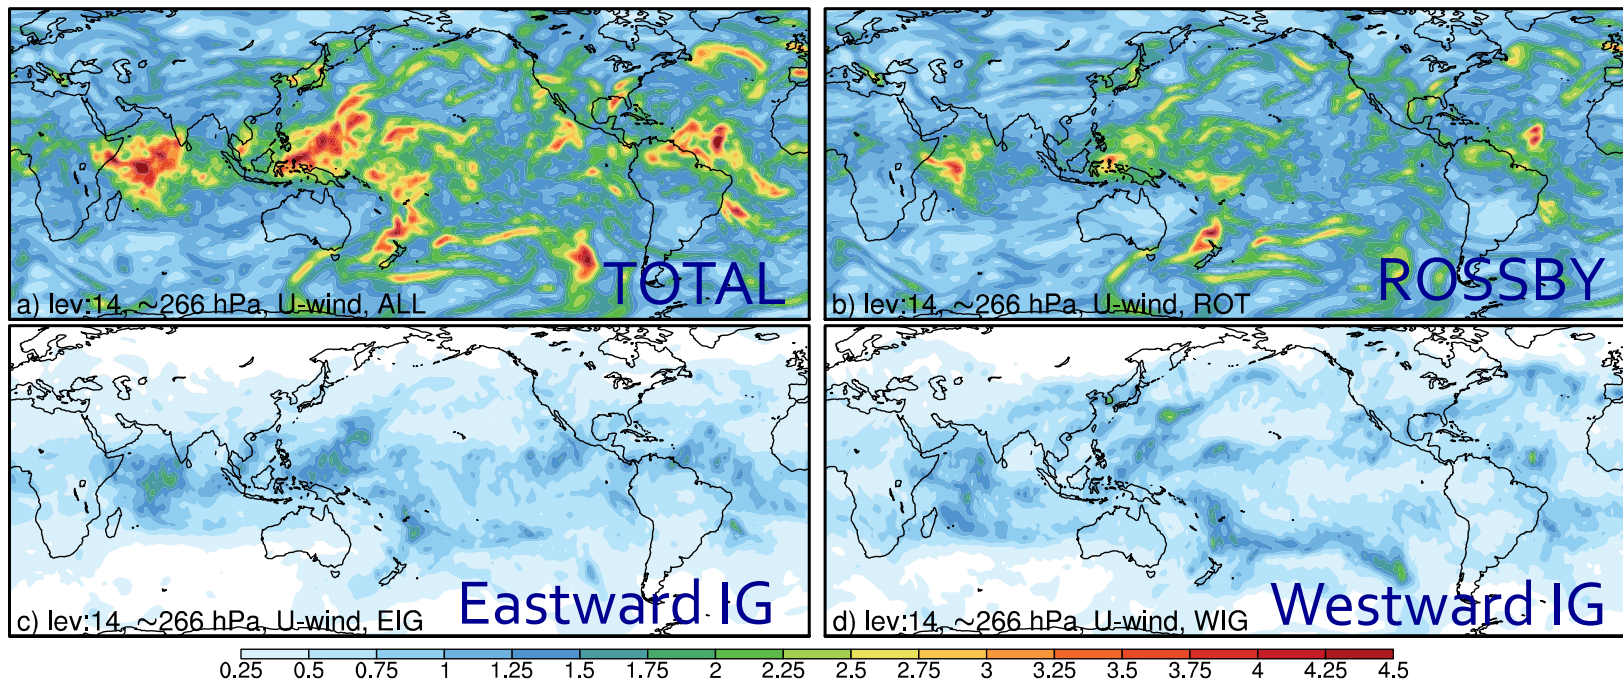 TOTAL
a) lev:14, ~266 hPa, U-wind, ALL
ROSSBY
b) lev:14, ~266 hPa, U-wind, ROT
Eastward IG
c) lev:14, ~266 hPa, U-wind, EIG
Westward IG
d) lev:14, ~266 hPa, U-wind, WIG
0.25 0.5 0.75 1 1.25 1.5 1.75 2 2.25 2.5 2.75 3 3.25 3.5 3.75 4 4.25 4.5